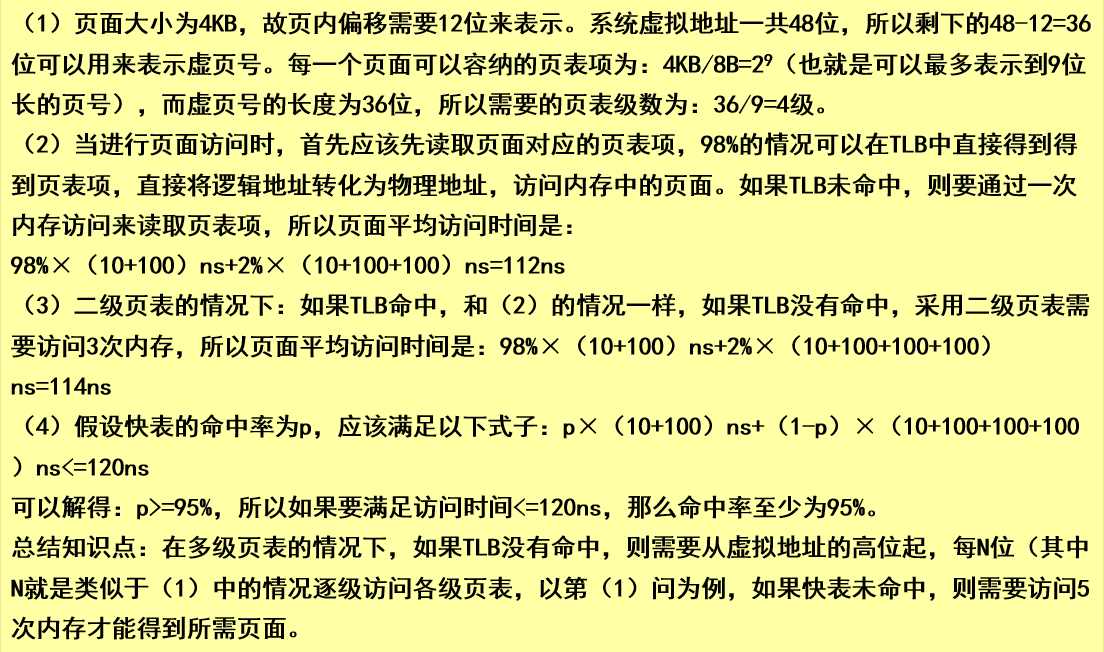 （1）页面大小为4KB，故页内偏移需要12位来表示。系统虚拟地址一共48位，所以剩下的48-12=36
位可以用来表示虚页号。每一个页面可以容纳的页表项为：4KB/8B=2⁹（也就是可以最多表示到9位
长的页号），而虚页号的长度为36位，所以需要的页表级数为：36/9=4级。
（2）当进行页面访问时，首先应该先读取页面对应的页表项，98%的情况可以在TLB中直接得到得
到页表项，直接将逻辑地址转化为物理地址，访问内存中的页面。如果TLB未命中，则要通过一次
内存访问来读取页表项，所以页面平均访问时间是：
98%×（10+100）ns+2%×（10+100+100）ns=112ns
（3）二级页表的情况下：如果TLB命中，和（2）的情况一样，如果TLB没有命中，采用二级页表需
要访问3次内存，所以页面平均访问时间是：98%×（10+100）ns+2%×（10+100+100+100）
ns=114ns
（4）假设快表的命中率为p，应该满足以下式子：p×（10+100）ns+（1-p）×（10+100+100+100
）ns<=120ns
可以解得：p>=95%，所以如果要满足访问时间<=120ns，那么命中率至少为95%。
总结知识点：在多级页表的情况下，如果TLB没有命中，则需要从虚拟地址的高位起，每N位（其中
N就是类似于（1）中的情况逐级访问各级页表，以第（1）问为例，如果快表未命中，则需要访问5
次内存才能得到所需页面。